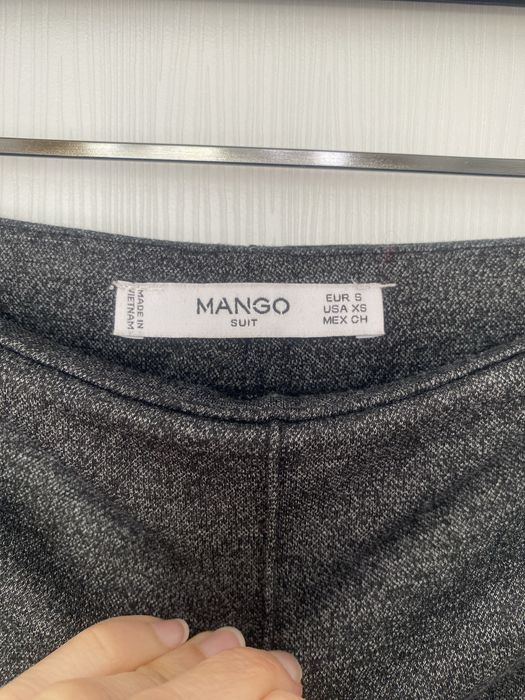 MADE IN
VIETNAM
MANGO
SUIT
EUR S
USA XS
MEX CH